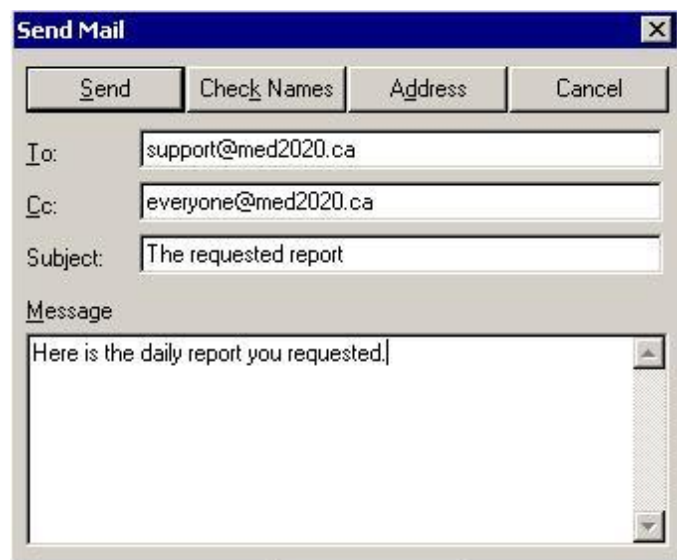 Send Mail
Send Check Names Address Cancel
To: support@med2020.ca
Cc: everyone@med2020.ca
Subject: The requested report
Message
Here is the daily report you requested.